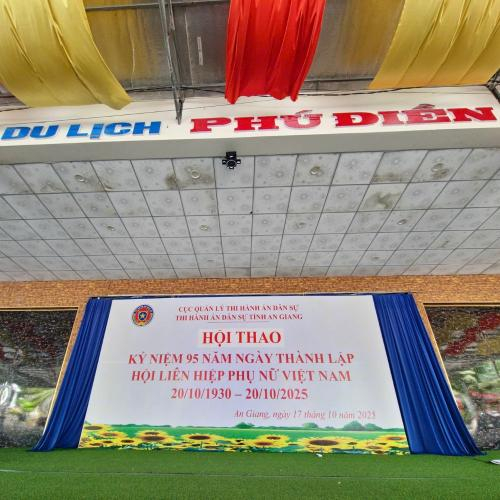 DU LỊCH PHÚ ĐIỀN
CỤC QUẢN LÝ THI HÀNH ÁN DÂN SỰ
THI HÀNH ÁN DÂN SỰ TỈNH AN GIANG
HỘI THAO
KỶ NIỆM 95 NĂM NGÀY THÀNH LẬP
HỘI LIÊN HIỆP PHỤ NỮ VIỆT NAM
20/10/1930 – 20/10/2025
An Giang, ngày 17 tháng 10 năm 2025